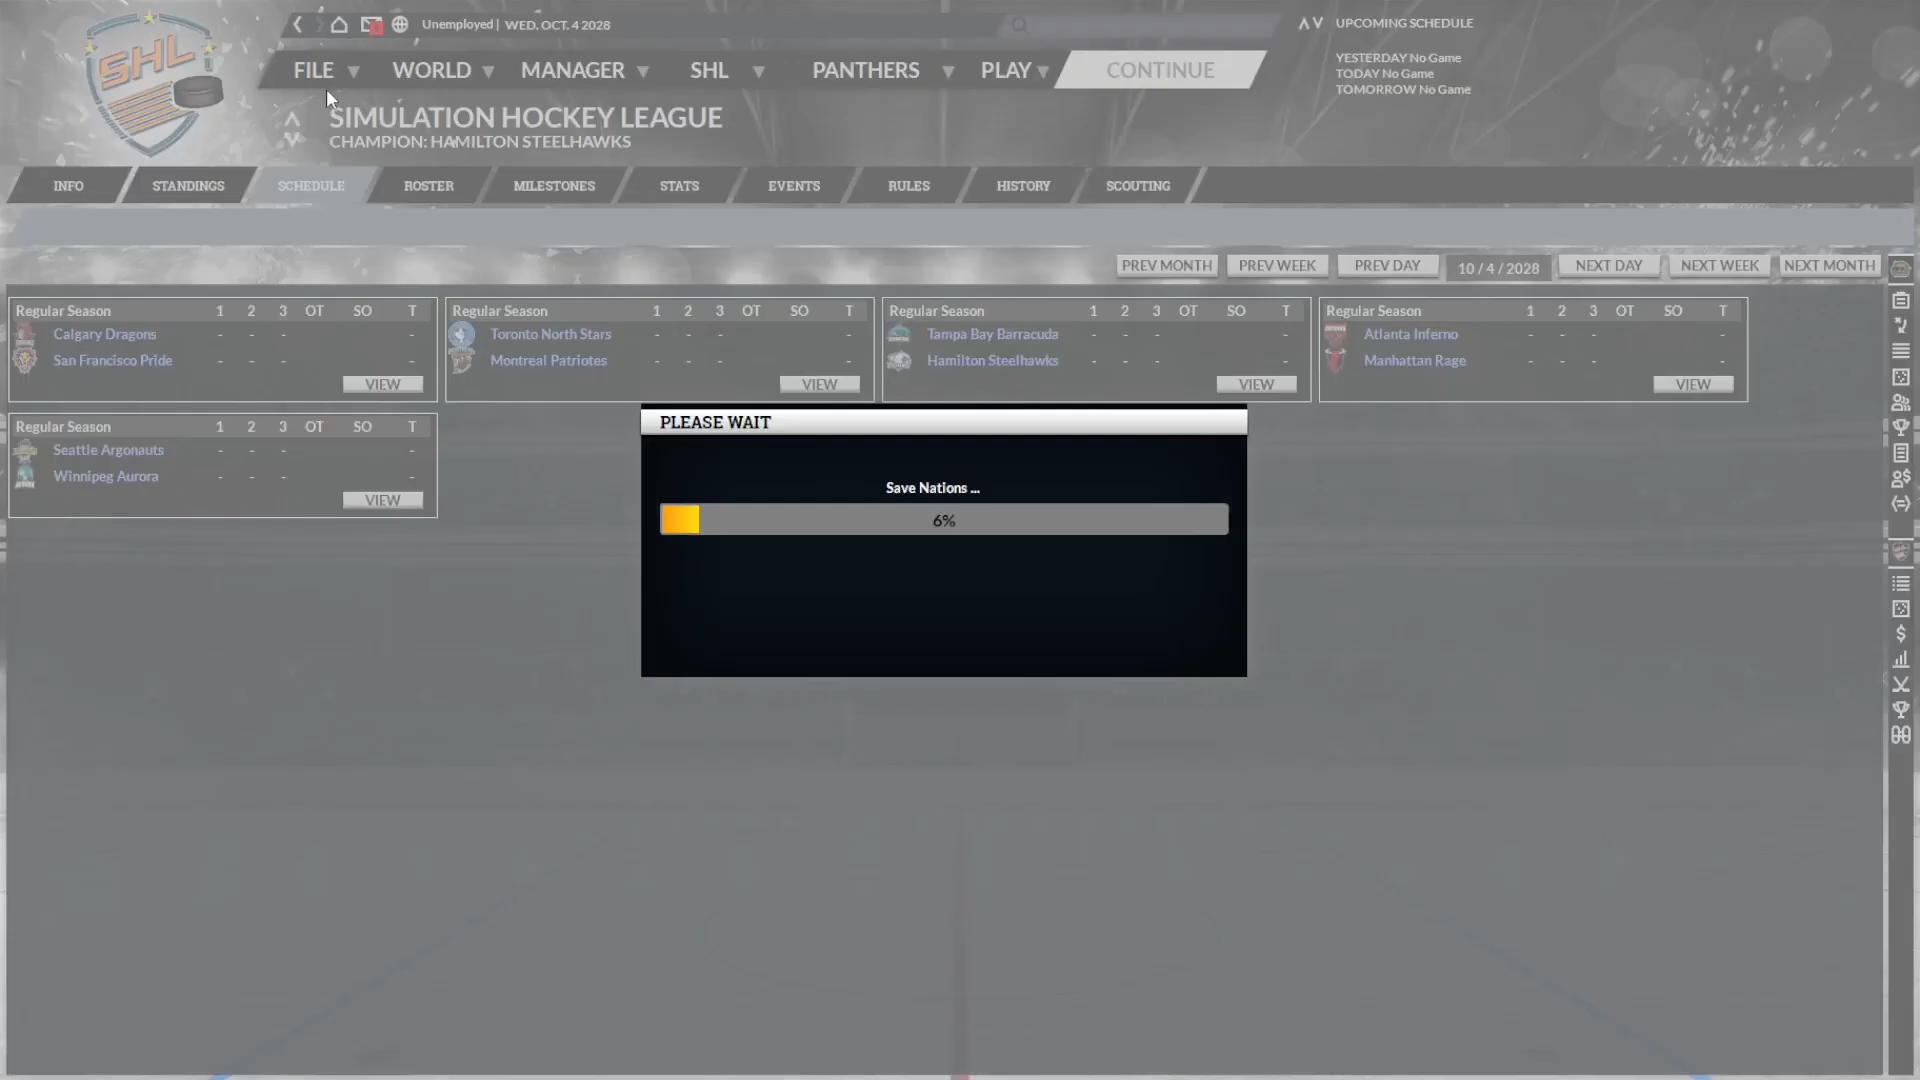 SHL
Unemployed | WED. OCT. 4 2028
FILE WORLD MANAGER SHL PANTHERS PLAY CONTINUE
SIMULATION HOCKEY LEAGUE
CHAMPION: HAMILTON STEELHAWKS
UPCOMING SCHEDULE
YESTERDAY No Game
TODAY No Game
TOMORROW No Game
INFO STANDINGS SCHEDULE ROSTER MILESTONES STATS EVENTS RULES HISTORY SCOUTING
PREV MONTH PREV WEEK PREV DAY 10 / 4 / 2028 NEXT DAY NEXT WEEK NEXT MONTH
Regular Season 1 2 3 OT SO T
Calgary Dragons - - - -
San Francisco Pride - - - -
VIEW
Regular Season 1 2 3 OT SO T
Toronto North Stars - - - -
Montreal Patriotes - - - -
VIEW
Regular Season 1 2 3 OT SO T
Tampa Bay Barracuda - - - -
Hamilton Steelhawks - - - -
VIEW
Regular Season 1 2 3 OT SO T
Atlanta Inferno - - - -
Manhattan Rage - - - -
VIEW
Regular Season 1 2 3 OT SO T
Seattle Argonauts - - - -
Winnipeg Aurora - - - -
VIEW
PLEASE WAIT
Save Nations ...
6%